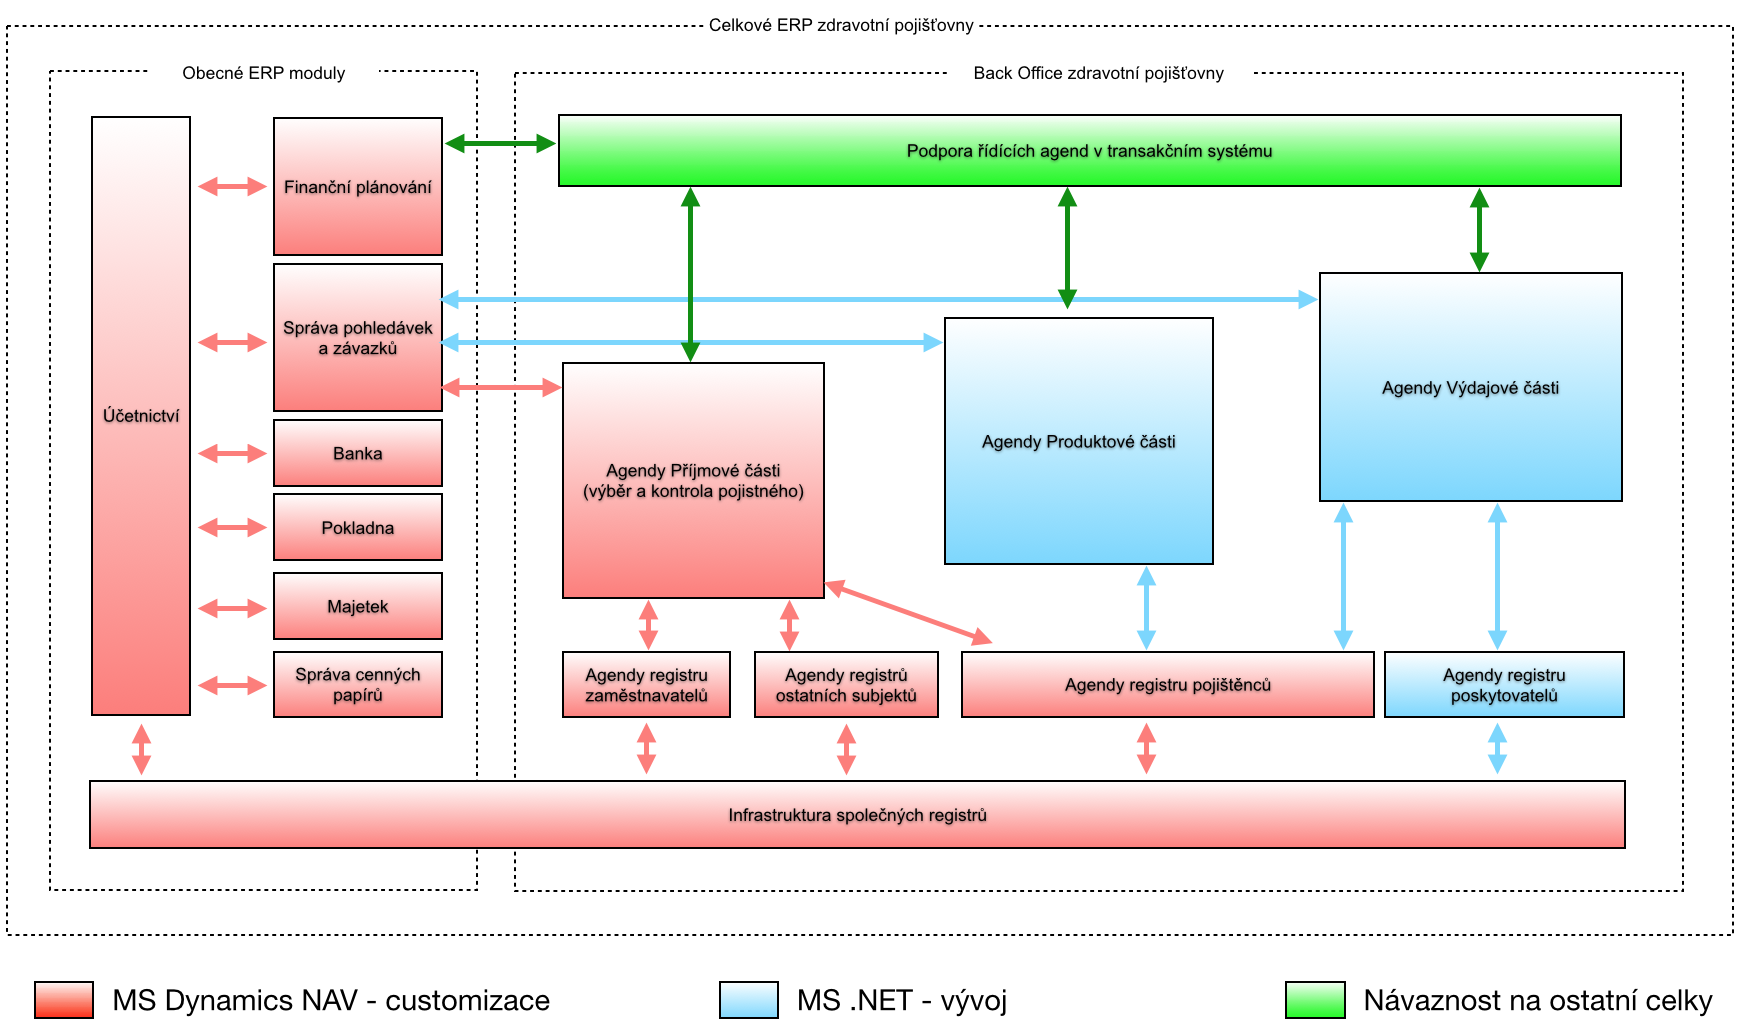 Celkové ERP zdravotní pojišťovny
Obecné ERP moduly
Back Office zdravotní pojišťovny
Účetnictví
Finanční plánování
Správa pohledávek
a závazků
Banka
Pokladna
Majetek
Správa cenných
papírů
Podpora řídících agend v transakčním systému
Agendy Příjmové části
(výběr a kontrola pojistného)
Agendy Produktové části
Agendy Výdajové části
Agendy registru
zaměstnavatelů
Agendy registrů
ostatních subjektů
Agendy registru pojištěnců
Agendy registru
poskytovatelů
Infrastruktura společných registrů
MS Dynamics NAV - customizace
MS .NET - vývoj
Návaznost na ostatní celky